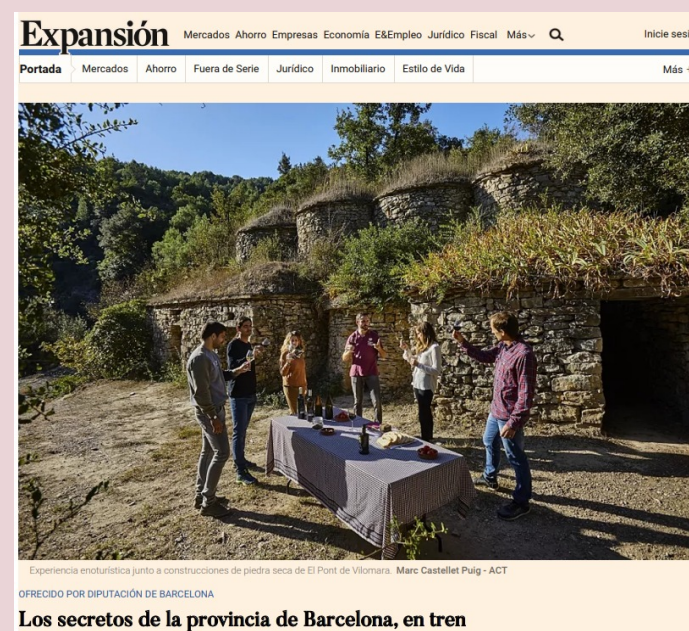 Expansión Mercados Ahorro Empresas Economía E&Empleo Jurídico Fiscal Más Inicie sesi
Portada Mercados Ahorro Fuera de Serie Jurídico Inmobiliario Estilo de Vida Más +
Experiencia enoturística junto a construcciones de piedra seca de El Pont de Vilomara. Marc Castellet Puig - ACT
OFRECIDO POR DIPUTACIÓN DE BARCELONA
Los secretos de la provincia de Barcelona, en tren